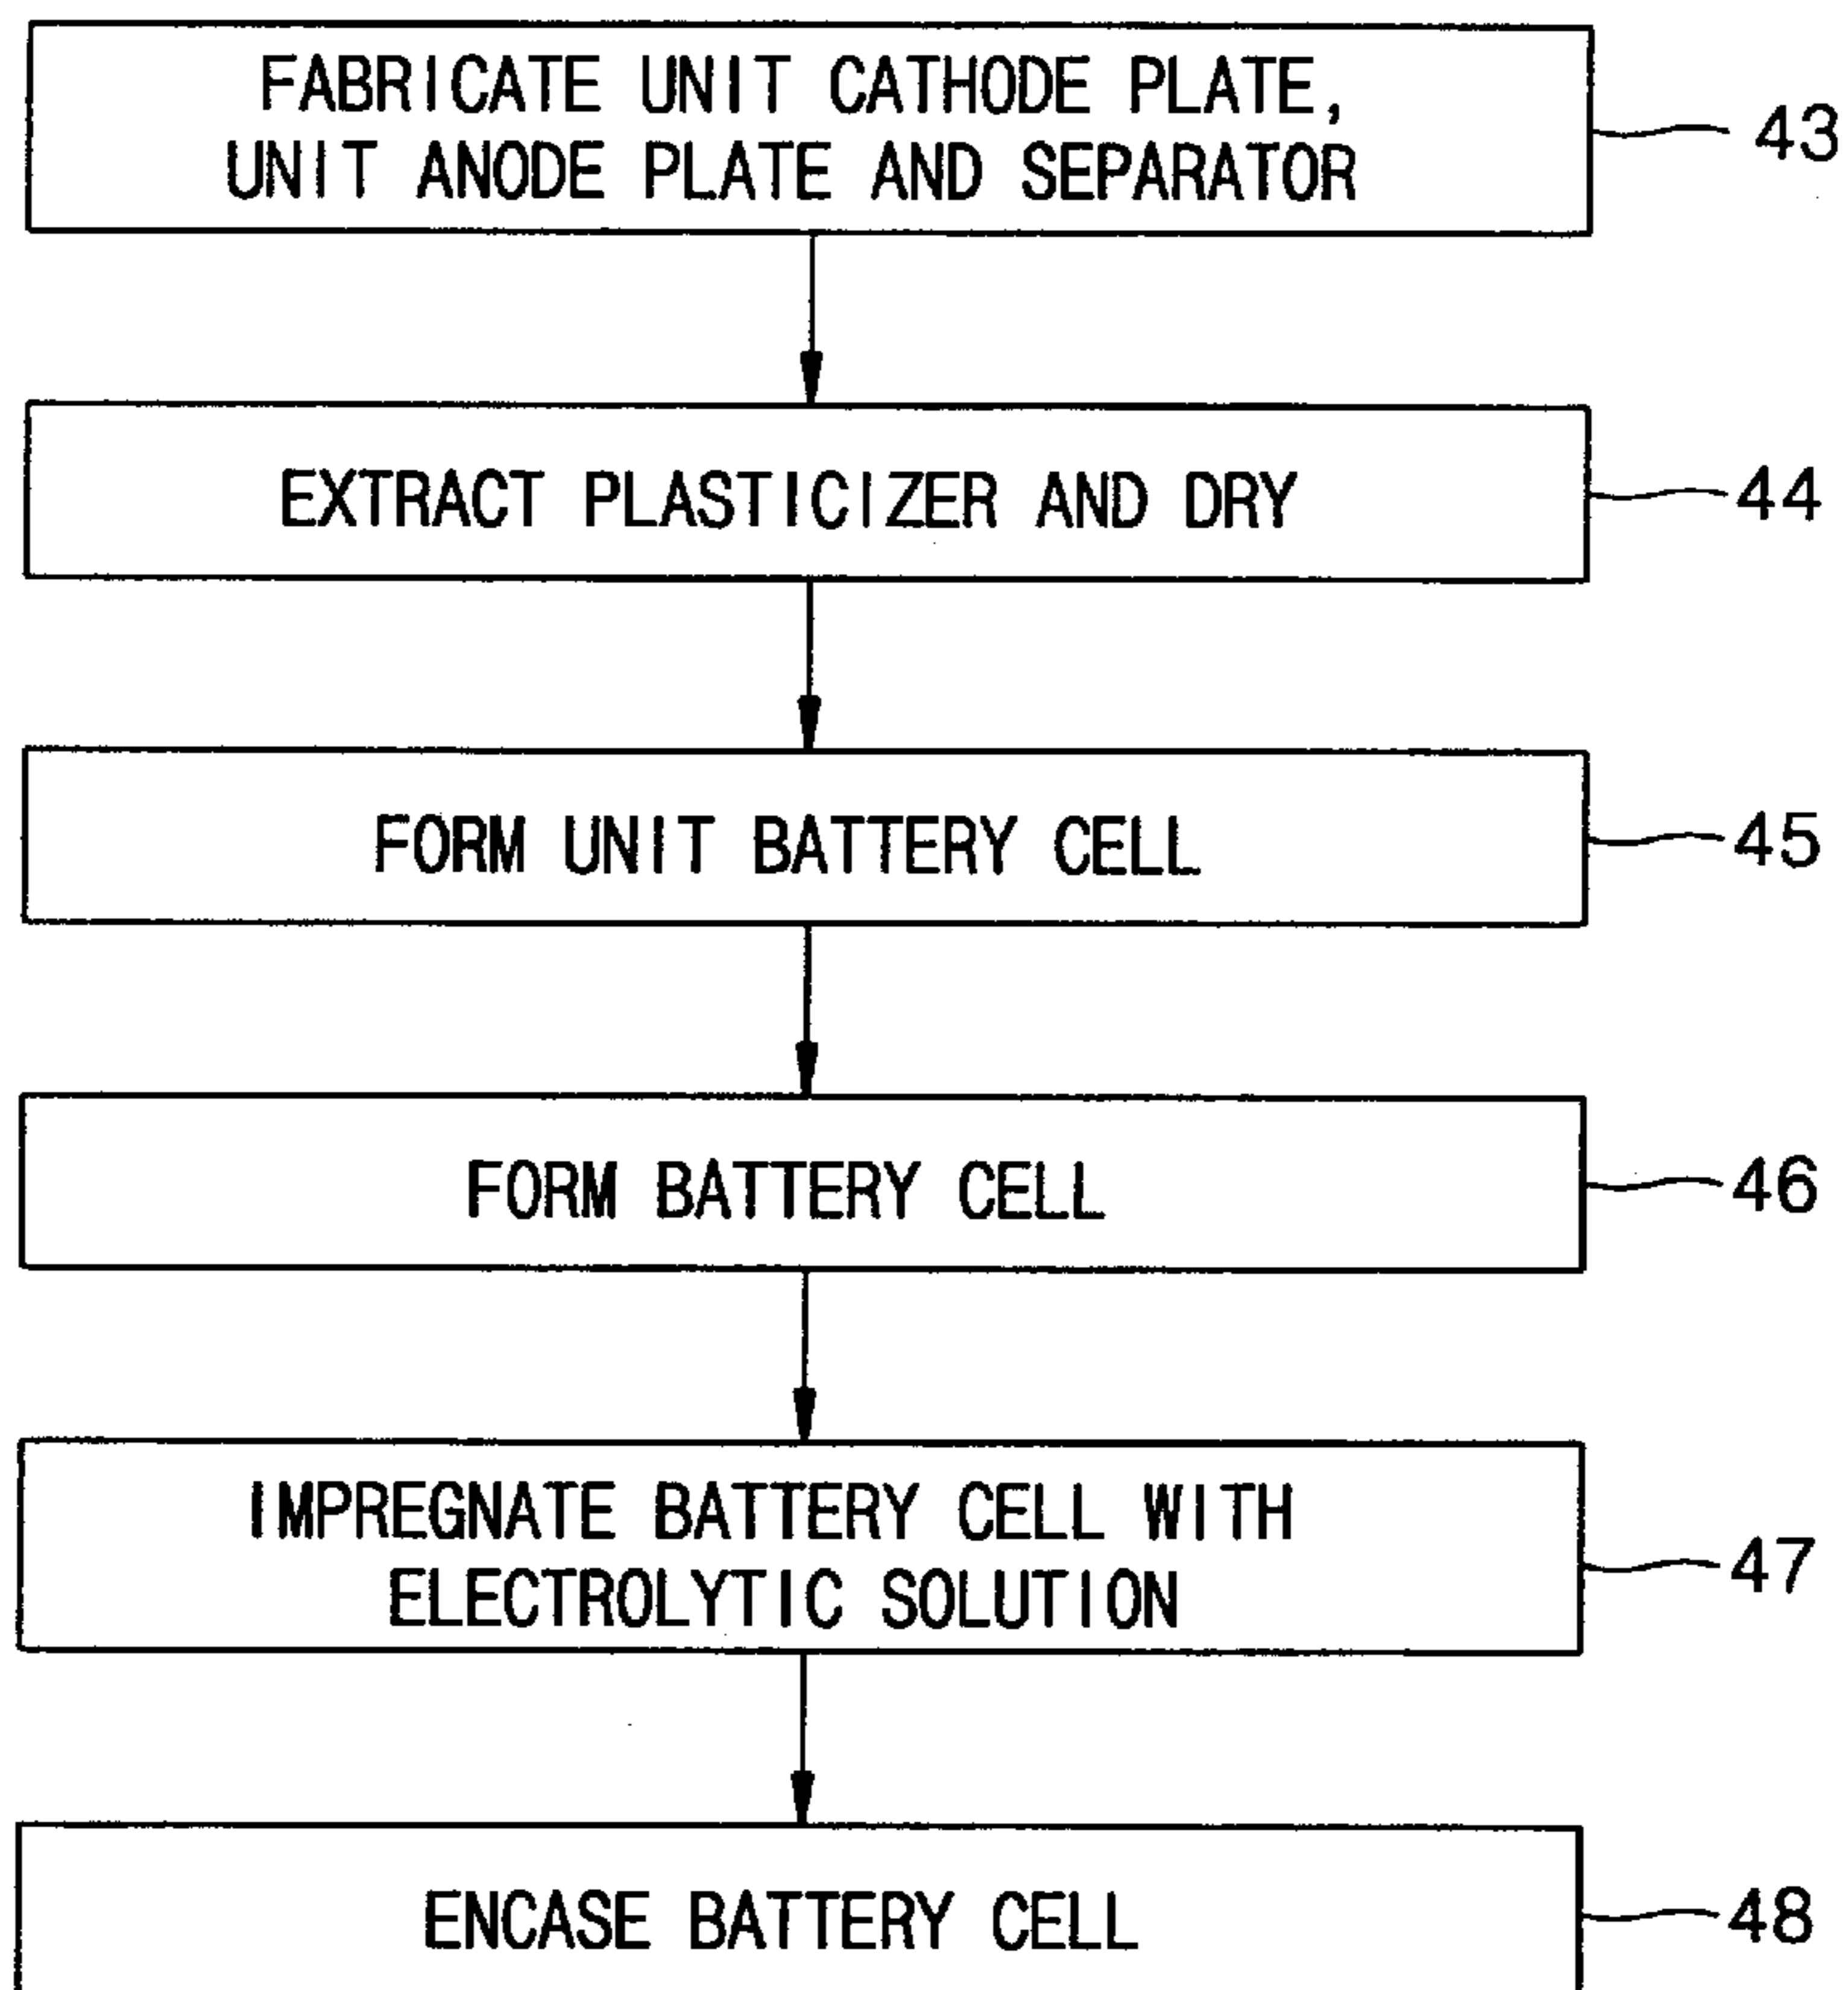 FABRICATE UNIT CATHODE PLATE,
UNIT ANODE PLATE AND SEPARATOR
43
EXTRACT PLASTICIZER AND DRY
44
FORM UNIT BATTERY CELL
45
FORM BATTERY CELL
46
IMPREGNATE BATTERY CELL WITH
ELECTROLYTIC SOLUTION
47
ENCASE BATTERY CELL
48